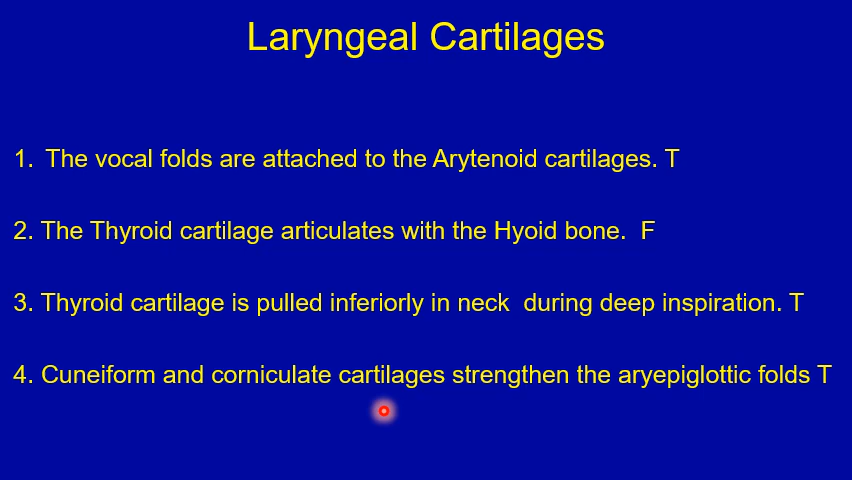 Laryngeal Cartilages
1. The vocal folds are attached to the Arytenoid cartilages. T
2. The Thyroid cartilage articulates with the Hyoid bone. F
3. Thyroid cartilage is pulled inferiorly in neck during deep inspiration. T
4. Cuneiform and corniculate cartilages strengthen the aryepiglottic folds T